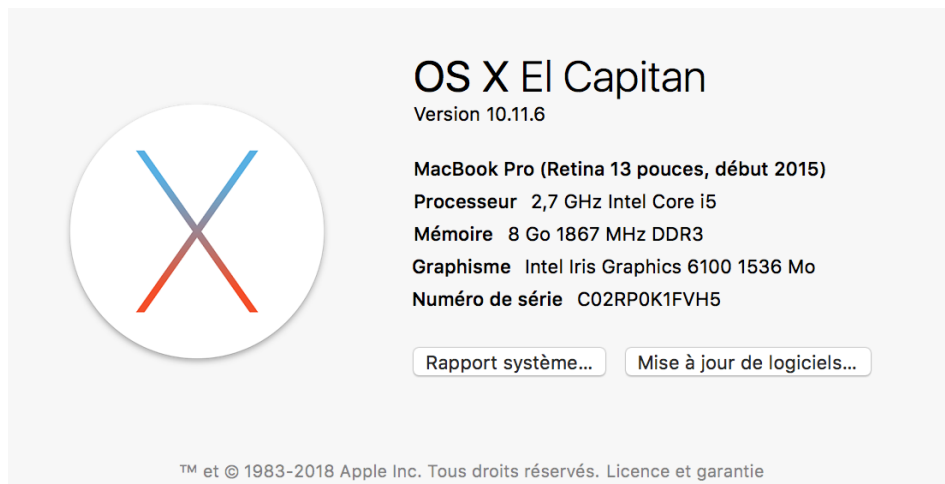 OS X El Capitan
Version 10.11.6
MacBook Pro (Retina 13 pouces, début 2015)
Processeur 2,7 GHz Intel Core i5
Mémoire 8 Go 1867 MHz DDR3
Graphisme Intel Iris Graphics 6100 1536 Mo
Numéro de série C02RP0K1FVH5
Rapport système... Mise à jour de logiciels...
™ et © 1983-2018 Apple Inc. Tous droits réservés. Licence et garantie